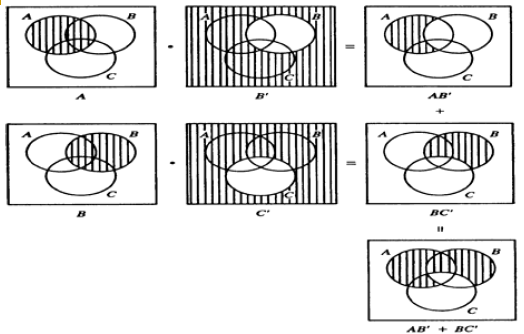 A B C • A B C = A B C
A B′ AB′
+
A B C • A B C = A B C
B C′ BC′
=
A B C
AB′ + BC′